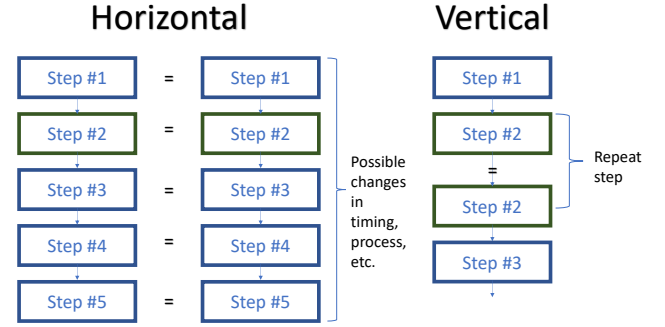 Horizontal
Vertical
Step #1 = Step #1
Step #2 = Step #2
Step #3 = Step #3
Step #4 = Step #4
Step #5 = Step #5
Possible
changes
in
timing,
process,
etc.
Step #1
Step #2
=
Step #2
Step #3
Repeat
step